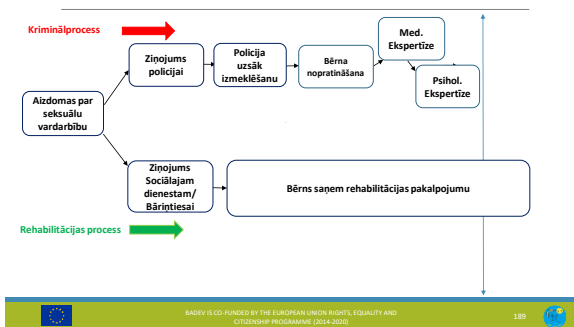 Kriminālprocess
Med.
Ekspertīze
Ziņojums
policijai
Policija
uzsāk
izmeklēšanu
Bērna
nopratināšana
Psihol.
Ekspertīze
Aizdomas par
seksuālu
vardarbību
Ziņojums
Sociālajam
dienestam/
Bāriņtiesai
Bērns saņem rehabilitācijas pakalpojumu
Rehabilitācijas process
BADEV IS CO-FUNDED BY THE EUROPEAN UNION RIGHTS, EQUALITY AND
CITIZENSHIP PROGRAMME (2014-2020)
189